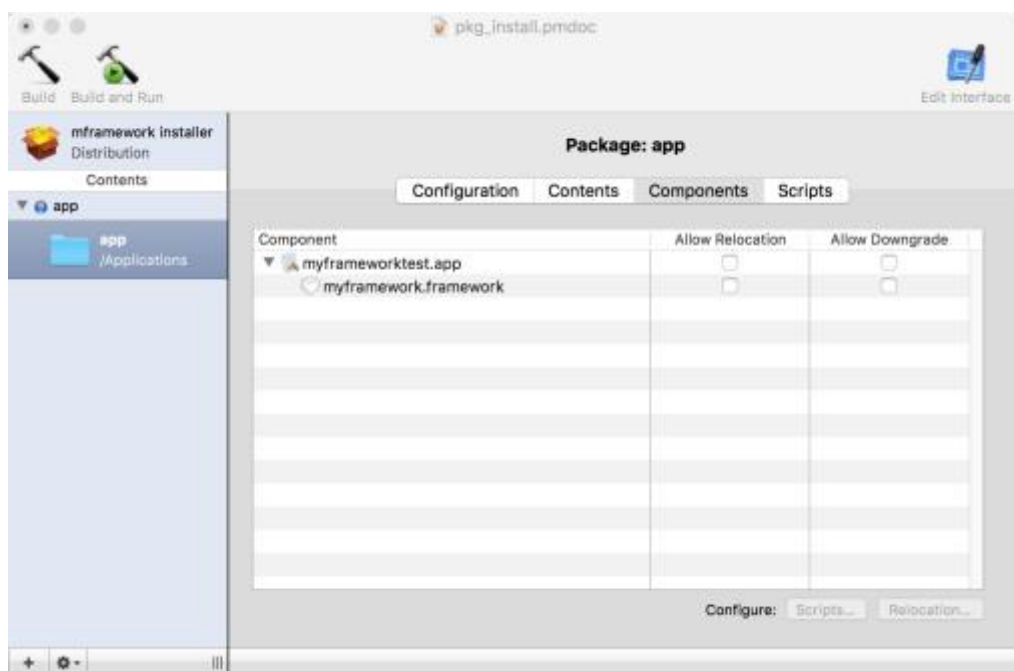 pkg_install.pmdoc
Build Build and Run Edit Interface
mframework installer
Distribution
Contents
app
app
/Applications
Package: app
Configuration Contents Components Scripts
Component Allow Relocation Allow Downgrade
myframeworktest.app
myframework.framework
Configure: Scripts... Relocation...